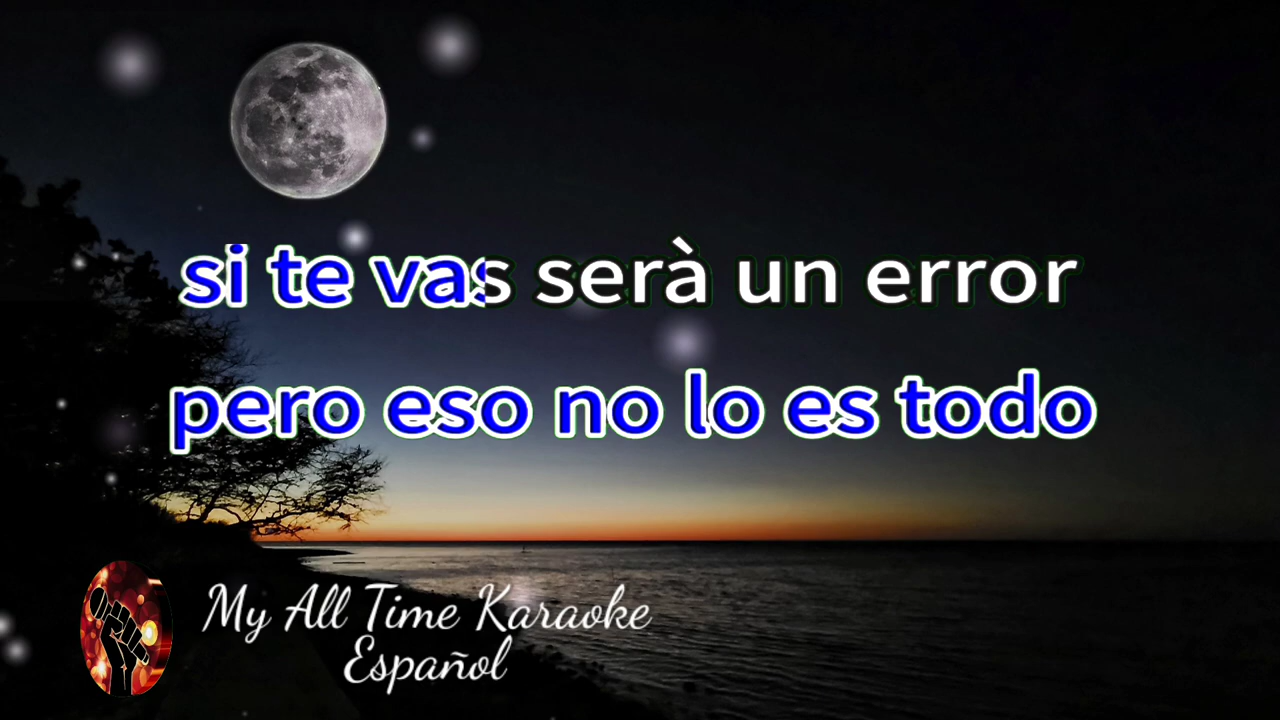 si te vas serà un error
pero eso no lo es todo
My All Time Karaoke
Español